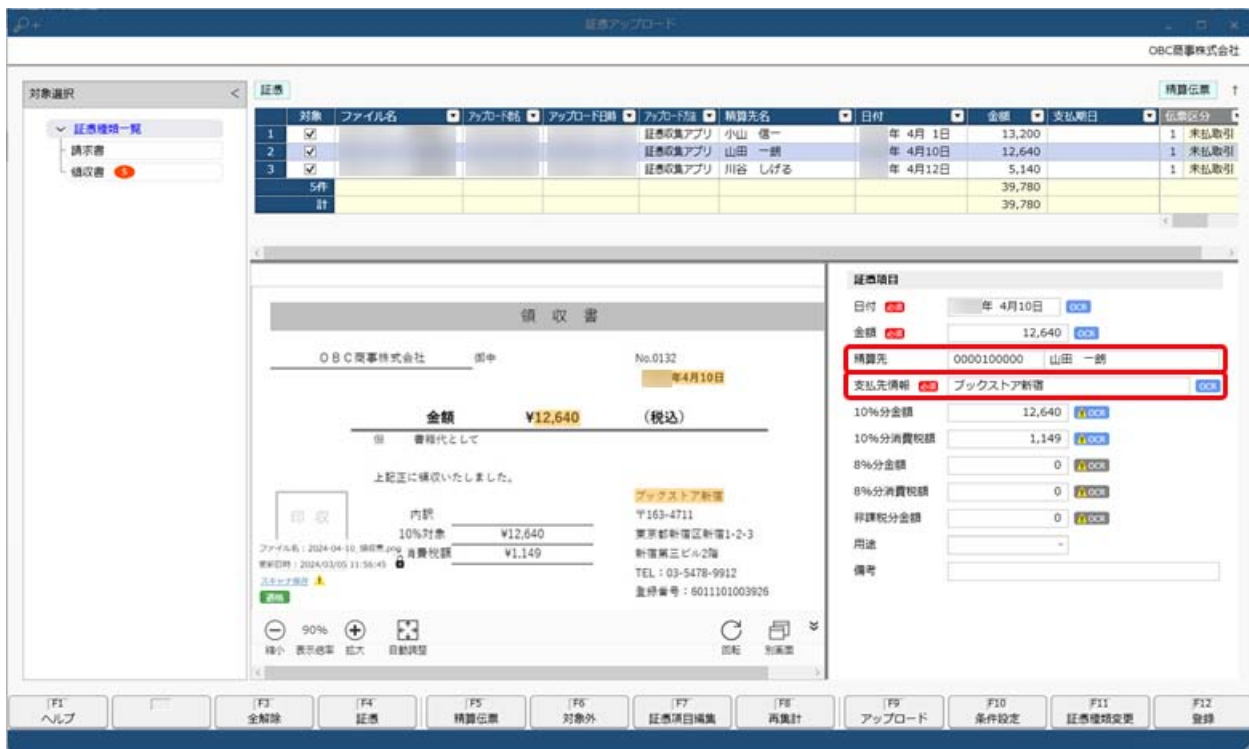 証憑アップロード
OBC商事株式会社
対象選択 <
証憑種類一覧
請求書
領収書 5
証憑 精算伝票 ↑
対象 ファイル名 アップロード者名 アップロード日時 アップロード方法 精算先名 日付 金額 支払期日 伝票区分
1 証憑収集アプリ 小山 信一 年 4月 1日 13,200 1 未払取引
2 証憑収集アプリ 山田 一朗 年 4月10日 12,640 1 未払取引
3 証憑収集アプリ 川谷 しげる 年 4月12日 5,140 1 未払取引
5件 39,780
計 39,780
領 収 書
OBC商事株式会社 御中 No.0132
年4月10日
金額 ¥12,640 (税込)
但 書籍代として
上記正に領収いたしました。
印 収
内訳
10%対象 ¥12,640
消費税額 ¥1,149
ブックストア新宿
〒163-4711
東京都新宿区新宿1-2-3
新宿第三ビル2階
TEL:03-5478-9912
登録番号:6011101003926
ファイル名:2024-04-10_領収書.png
更新日時:2024/03/05 11:56:45
スキャナ保存
適格
90%
縮小 表示倍率 拡大 自動調整 回転 別画面
証憑項目
日付 必須 年 4月10日 OCR
金額 必須 12,640 OCR
精算先 0000100000 山田 一朗
支払先情報 必須 ブックストア新宿 OCR
10%分金額 12,640 OCR
10%分消費税額 1,149 OCR
8%分金額 0 OCR
8%分消費税額 0 OCR
非課税分金額 0 OCR
用途
備考
F1 F3 F4 F5 F6 F7 F8 F9 F10 F11 F12
ヘルプ 全解除 証憑 精算伝票 対象外 証憑項目編集 再集計 アップロード 条件設定 証憑種類変更 登録